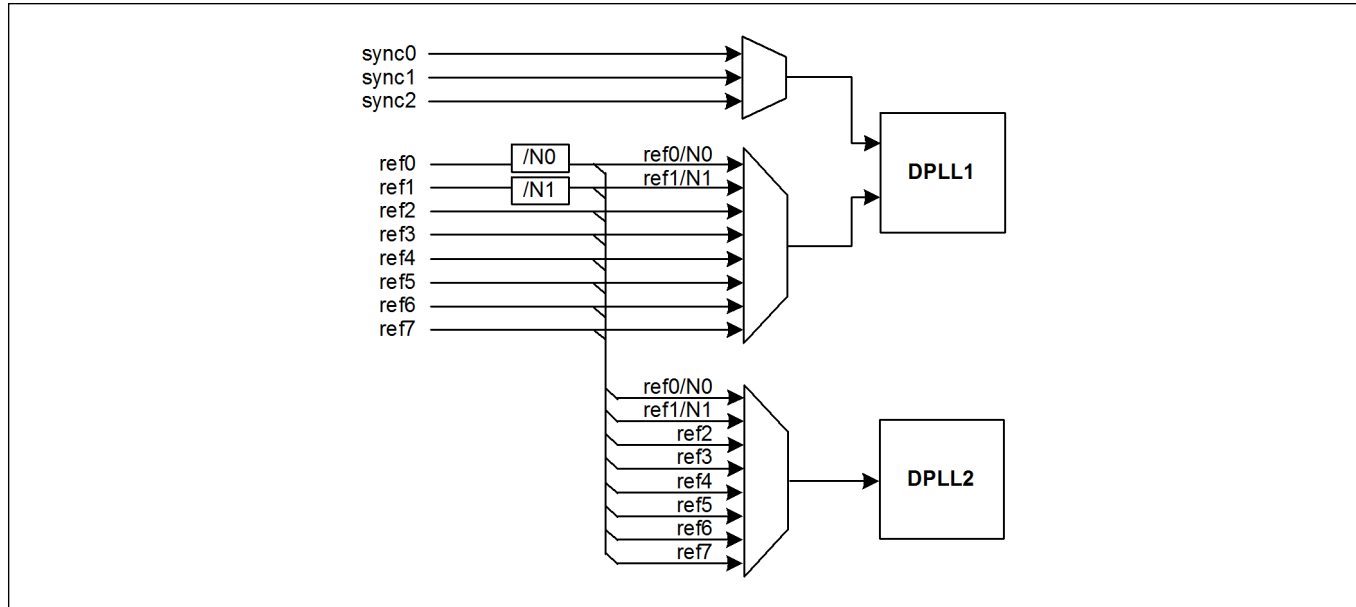 sync0
sync1
sync2
ref0 /N0 ref0/N0
ref1 /N1 ref1/N1
ref2
ref3
ref4
ref5
ref6
ref7
DPLL1
ref0/N0
ref1/N1
ref2
ref3
ref4
ref5
ref6
ref7
DPLL2